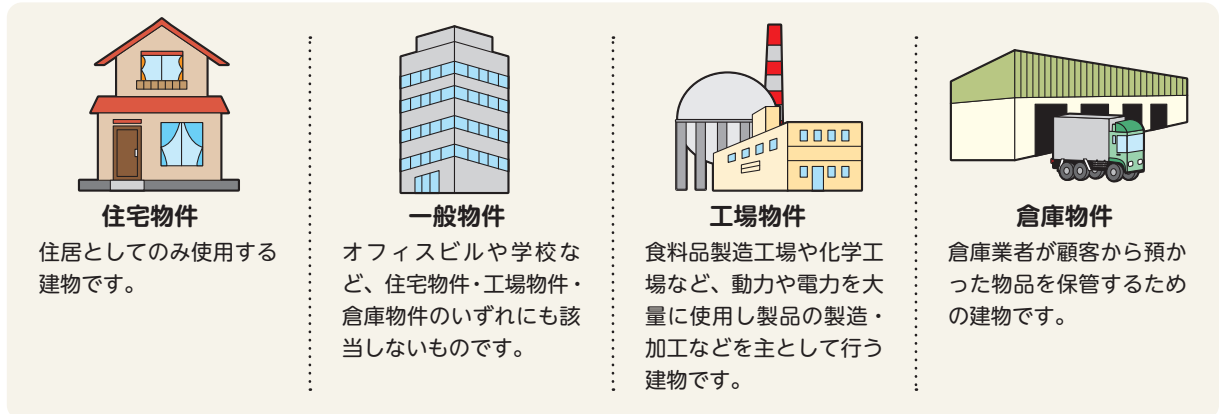 住宅物件
住居としてのみ使用する
建物です。
一般物件
オフィスビルや学校な
ど、住宅物件・工場物件・
倉庫物件のいずれにも該
当しないものです。
工場物件
食料品製造工場や化学工
場など、動力や電力を大
量に使用し製品の製造・
加工などを主として行う
建物です。
倉庫物件
倉庫業者が顧客から預か
った物品を保管するため
の建物です。